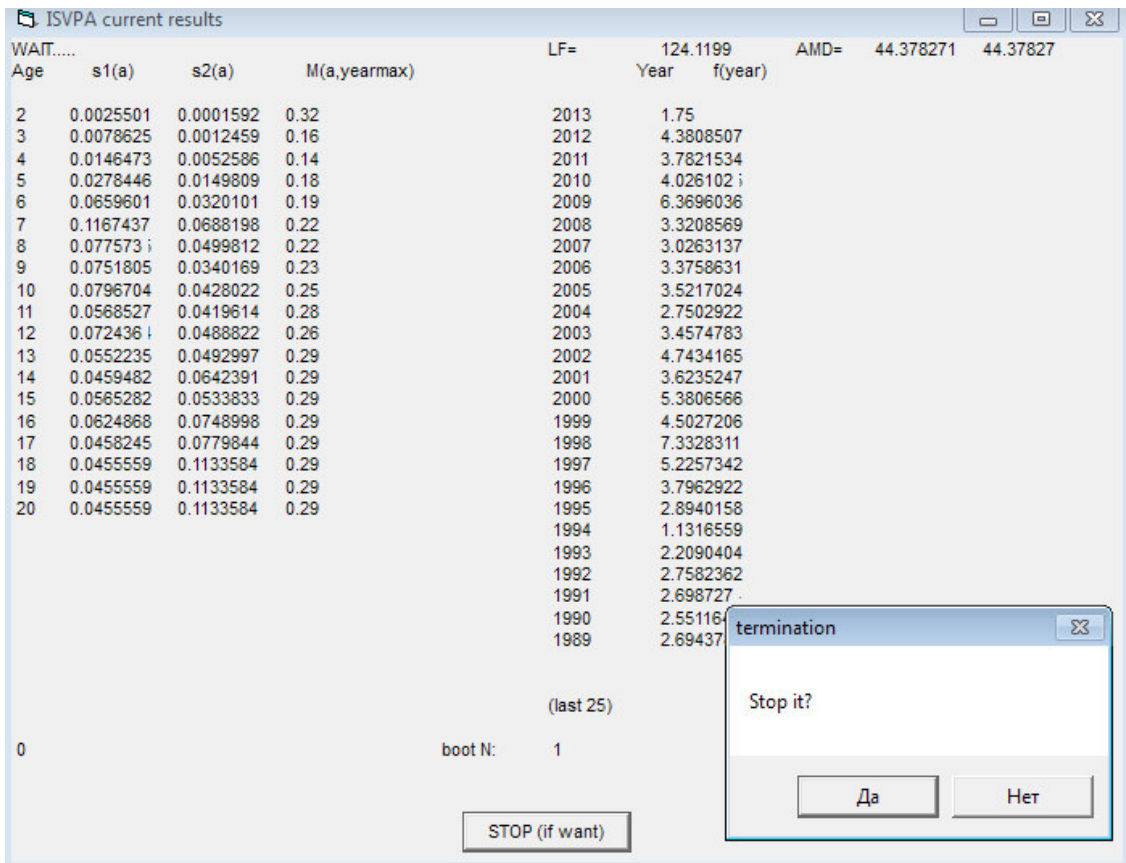 ISVPA current results
WAIT..... LF= 124.1199 AMD= 44.378271 44.37827
Age s1(a) s2(a) M(a,yearmax) Year f(year)
2 0.0025501 0.0001592 0.32 2013 1.75
3 0.0078625 0.0012459 0.16 2012 4.3808507
4 0.0146473 0.0052586 0.14 2011 3.7821534
5 0.0278446 0.0149809 0.18 2010 4.026102
6 0.0659601 0.0320101 0.19 2009 6.3696036
7 0.1167437 0.0688198 0.22 2008 3.3208569
8 0.077573 0.0499812 0.22 2007 3.0263137
9 0.0751805 0.0340169 0.23 2006 3.3758631
10 0.0796704 0.0428022 0.25 2005 3.5217024
11 0.0568527 0.0419614 0.28 2004 2.7502922
12 0.072436 0.0488822 0.26 2003 3.4574783
13 0.0552235 0.0492997 0.29 2002 4.7434165
14 0.0459482 0.0642391 0.29 2001 3.6235247
15 0.0565282 0.0533833 0.29 2000 5.3806566
16 0.0624868 0.0748998 0.29 1999 4.5027206
17 0.0458245 0.0779844 0.29 1998 7.3328311
18 0.0455559 0.1133584 0.29 1997 5.2257342
19 0.0455559 0.1133584 0.29 1996 3.7962922
20 0.0455559 0.1133584 0.29 1995 2.8940158
1994 1.1316559
1993 2.2090404
1992 2.7582362
1991 2.698727
1990 2.55116
1989 2.69437
(last 25)
0 boot N: 1
STOP (if want)
termination
Stop it?
Да Нет